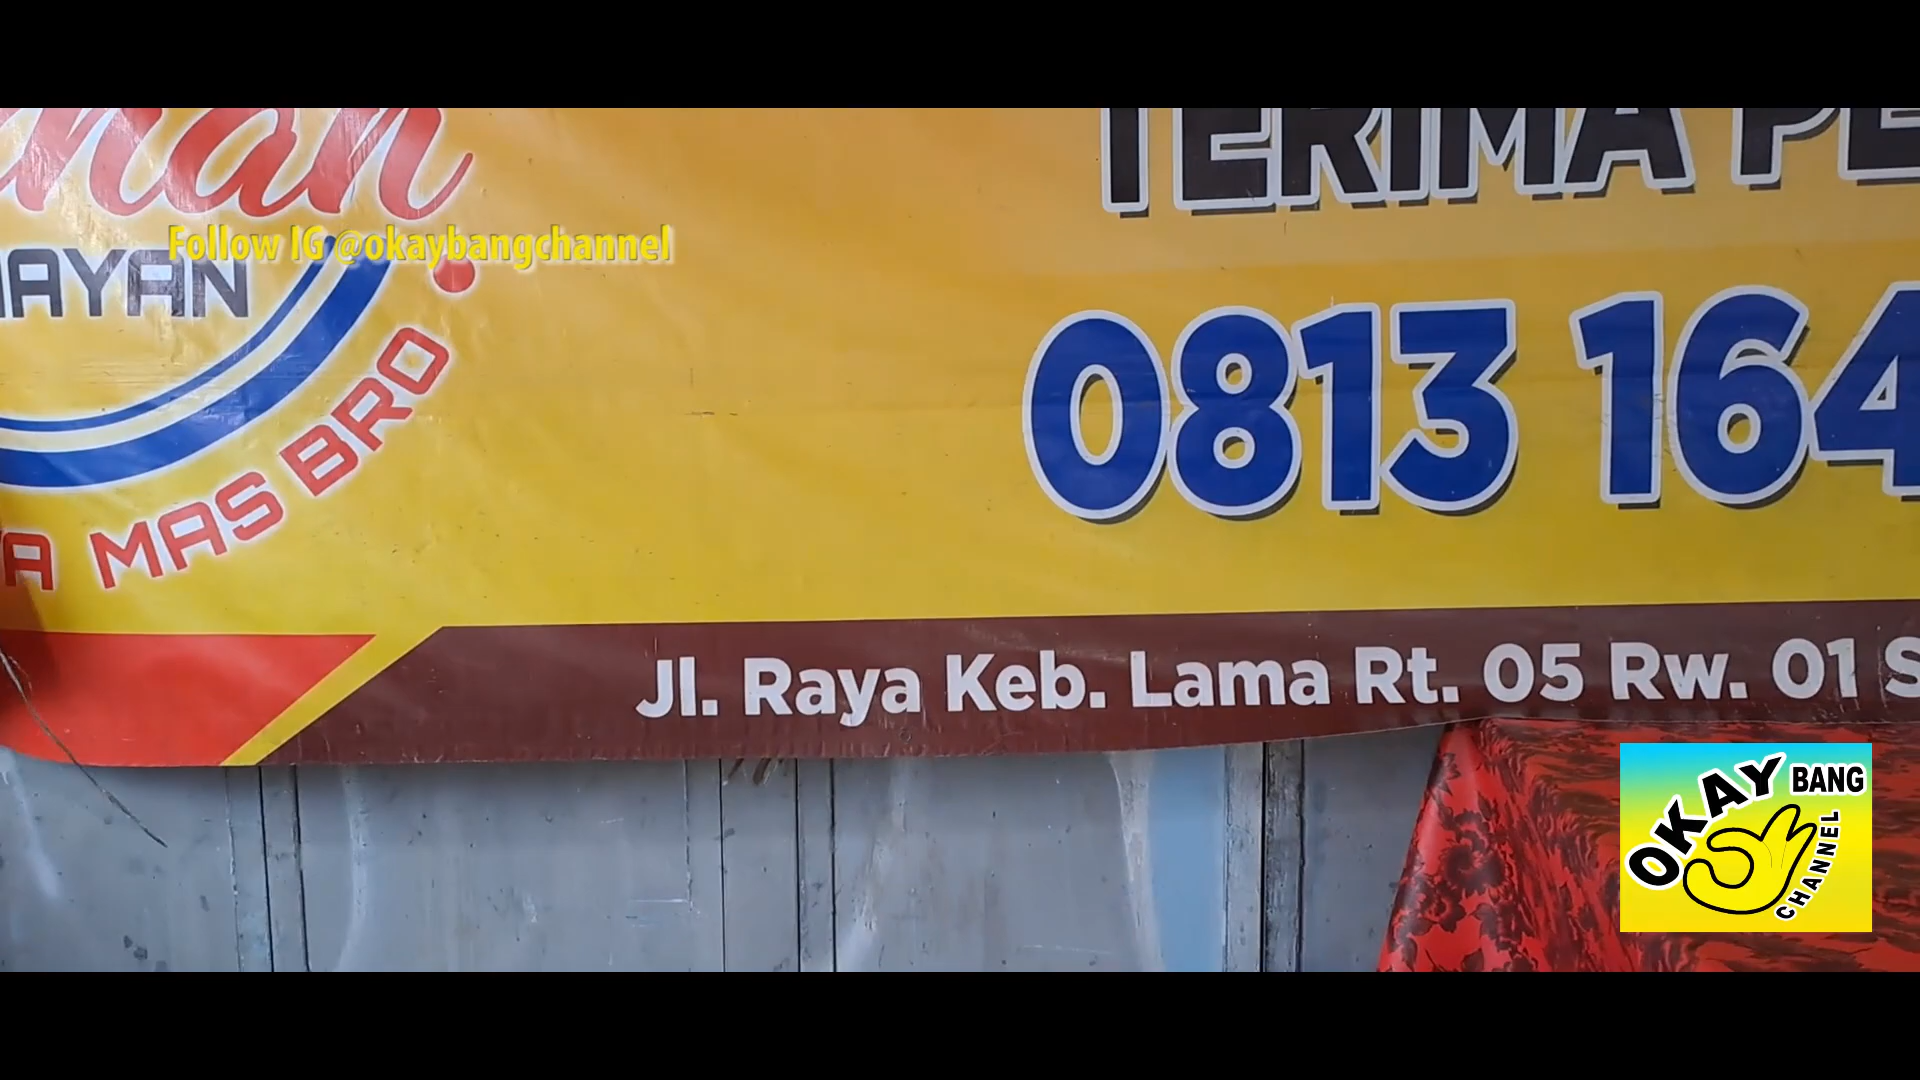 TERIMA
Follow IG @okaybangchannel
MAS BRO
0813 164
Jl. Raya Keb. Lama Rt. 05 Rw. 01
OKAY BANG
CHANNEL